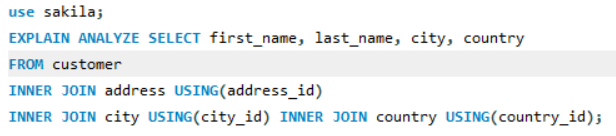 use sakila;
EXPLAIN ANALYZE SELECT first_name, last_name, city, country
FROM customer
INNER JOIN address USING(address_id)
INNER JOIN city USING(city_id) INNER JOIN country USING(country_id);